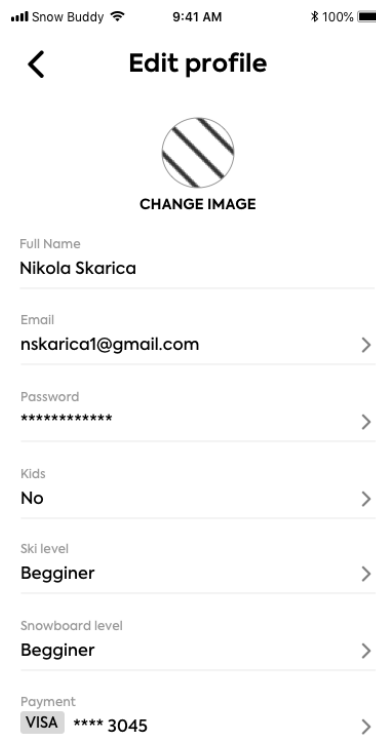 Snow Buddy 9:41 AM 100%
Edit profile
CHANGE IMAGE
Full Name
Nikola Skarica
Email
nskarica1@gmail.com
Password
************
Kids
No
Ski level
Begginer
Snowboard level
Begginer
Payment
VISA **** 3045